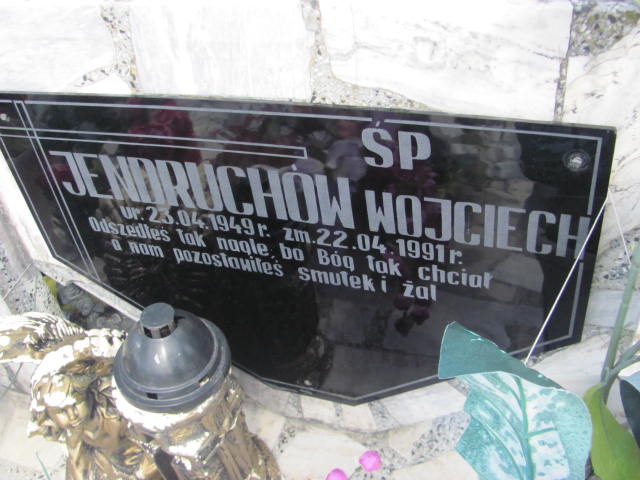 ŚP
JENDRUCHÓW WOJCIECH
ur. 23.04.1949 r. zm. 22.04.1991 r.
Odszedłeś tak nagle, bo Bóg tak chciał
a nam pozostawiłeś smutek i żal